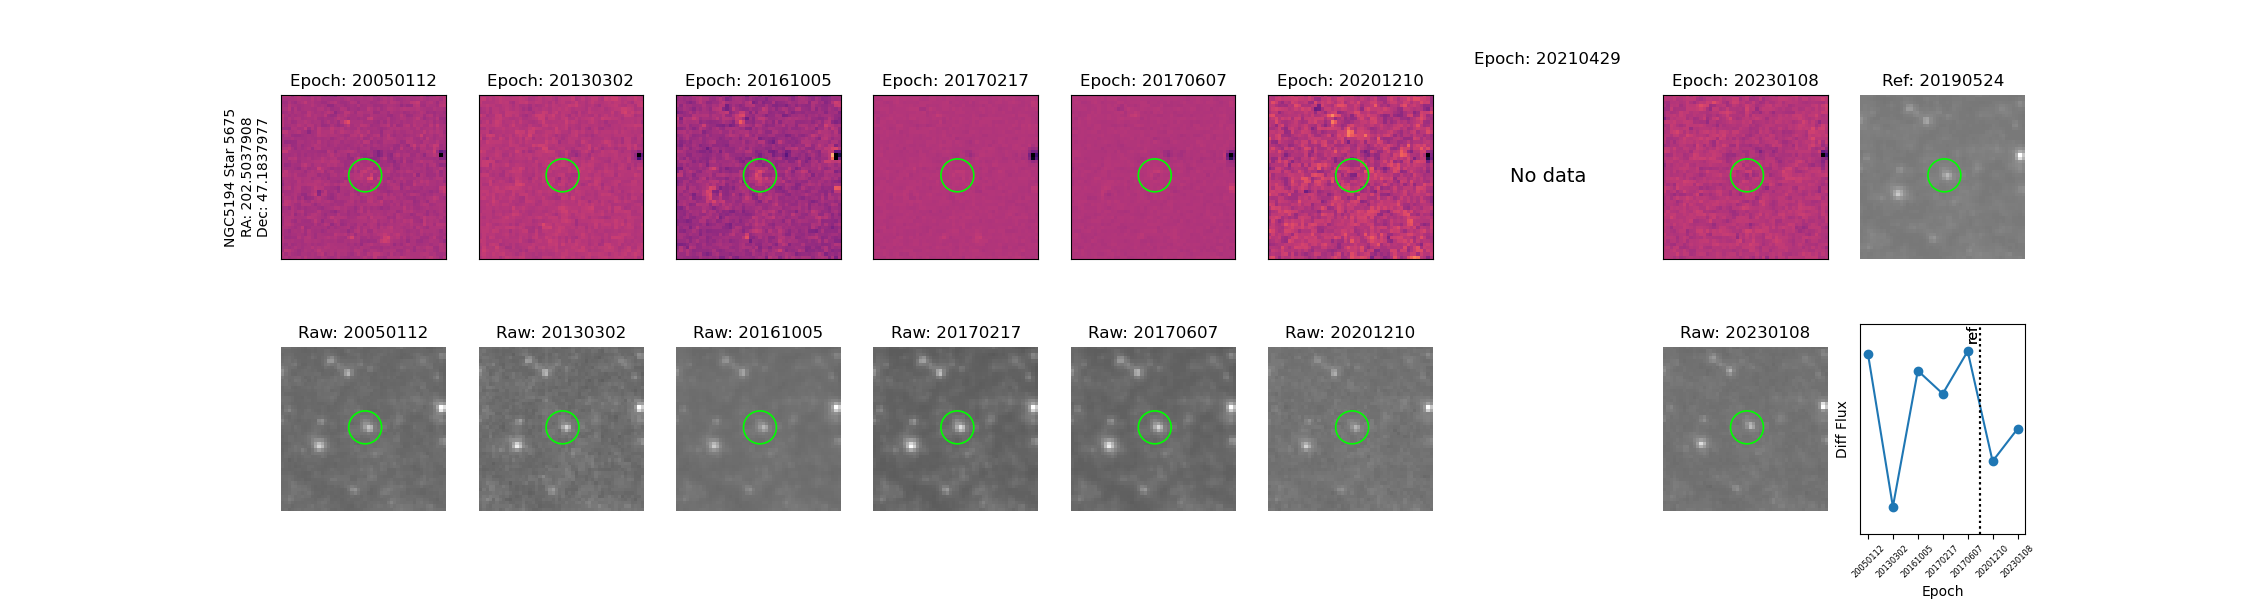 Epoch: 20210429
Epoch: 20050112
Epoch: 20130302
Epoch: 20161005
Epoch: 20170217
Epoch: 20170607
Epoch: 20201210
Epoch: 20230108
Ref: 20190524
NGC5194 Star 5675
RA: 202.5037908
Dec: 47.1837977
No data
Raw: 20050112
Raw: 20130302
Raw: 20161005
Raw: 20170217
Raw: 20170607
Raw: 20201210
Raw: 20230108
ref
Diff Flux
20050112
20130302
20161005
20170217
20170607
20201210
20230108
Epoch